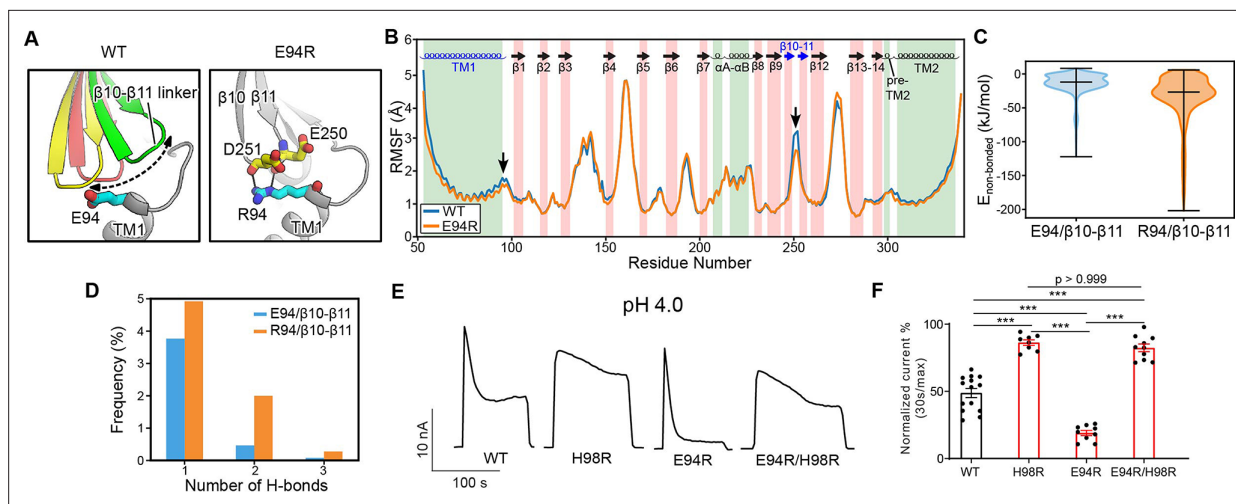 A
WT
E94R
β10-β11
linker
E94
TM1
β10 β11
E250
D251
R94
TM1
B
RMSF (Å)
6
5
4
3
2
1
0
TM1
β1
β2
β3
β4
β5
β6
β7
αA-αB
β8
β9
β10-11
β12
β13-14
pre-
TM2
TM2
WT
E94R
50
100
150
200
250
300
Residue Number
C
E non-bonded (kJ/mol)
0
-50
-100
-150
-200
E94/β10-β11
R94/β10-β11
D
Frequency (%)
5
4
3
2
1
0
E94/β10-β11
R94/β10-β11
1
2
3
Number of H-bonds
E
pH 4.0
10 nA
100 s
WT
H98R
E94R
E94R/H98R
F
p > 0.999
***
***
***
***
***
Normalized current %
(30s/max)
100
50
0
WT
H98R
E94R
E94R/H98R